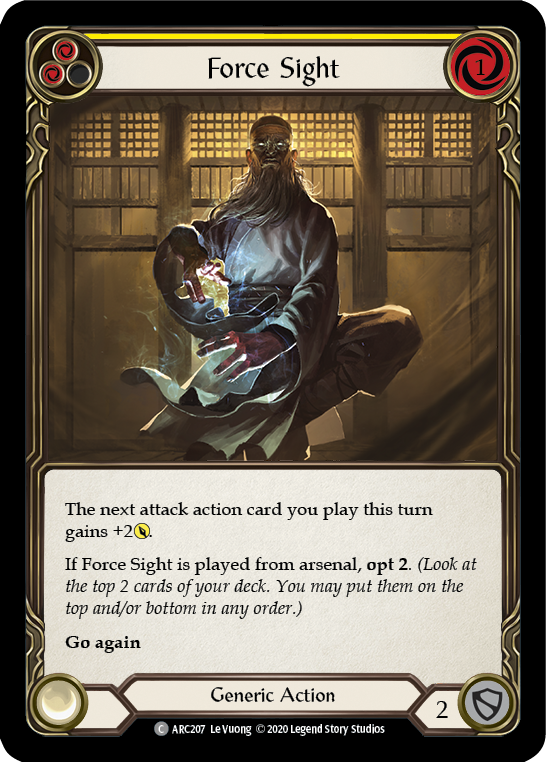 Force Sight
1
The next attack action card you play this turn
gains +2.
If Force Sight is played from arsenal, opt 2. (Look at
the top 2 cards of your deck. You may put them on the
top and/or bottom in any order.)
Go again
Generic Action
2
C ARC207 Le Vuong © 2020 Legend Story Studios